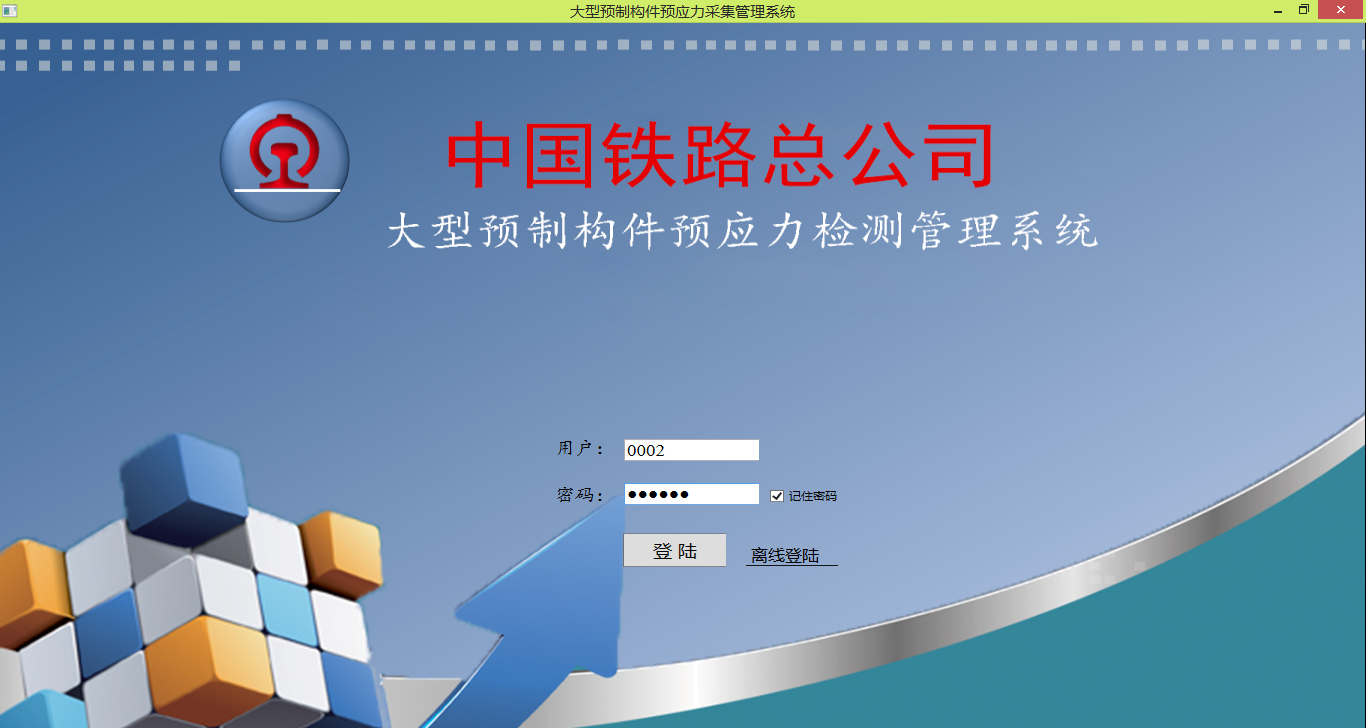 大型预制构件预应力采集管理系统
中国铁路总公司
大型预制构件预应力检测管理系统
用户： 0002
密码： ●●●●●● 记住密码
登 陆 离线登陆